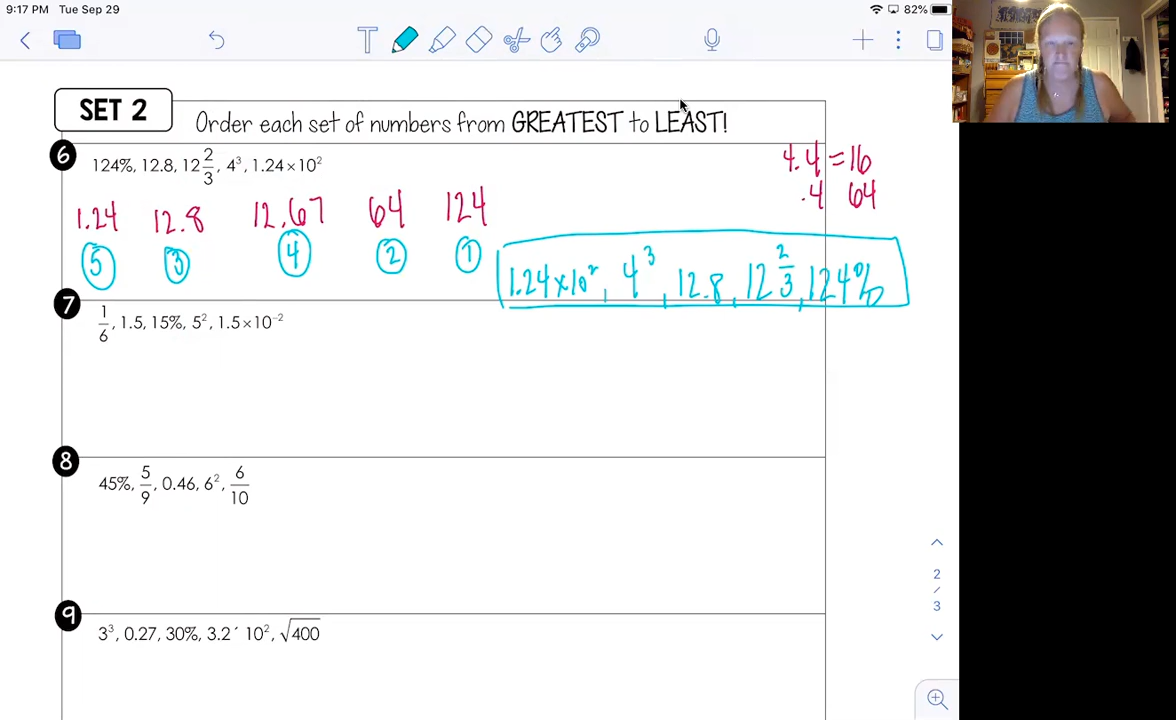 9:17 PM Tue Sep 29
82%
T
SET 2
Order each set of numbers from GREATEST to LEAST!
6
124%, 12.8, 12 2/3, 4³, 1.24×10²
4.4=16
.4 64
1.24 12.8 12.67 64 124
5 3 4 2 1
1.24×10², 4³, 12.8, 12 2/3, 124%
7
1/6, 1.5, 15%, 5², 1.5×10⁻²
8
45%, 5/9, 0.46, 6², 6/10
9
3³, 0.27, 30%, 3.2´ 10², √400
2
/
3